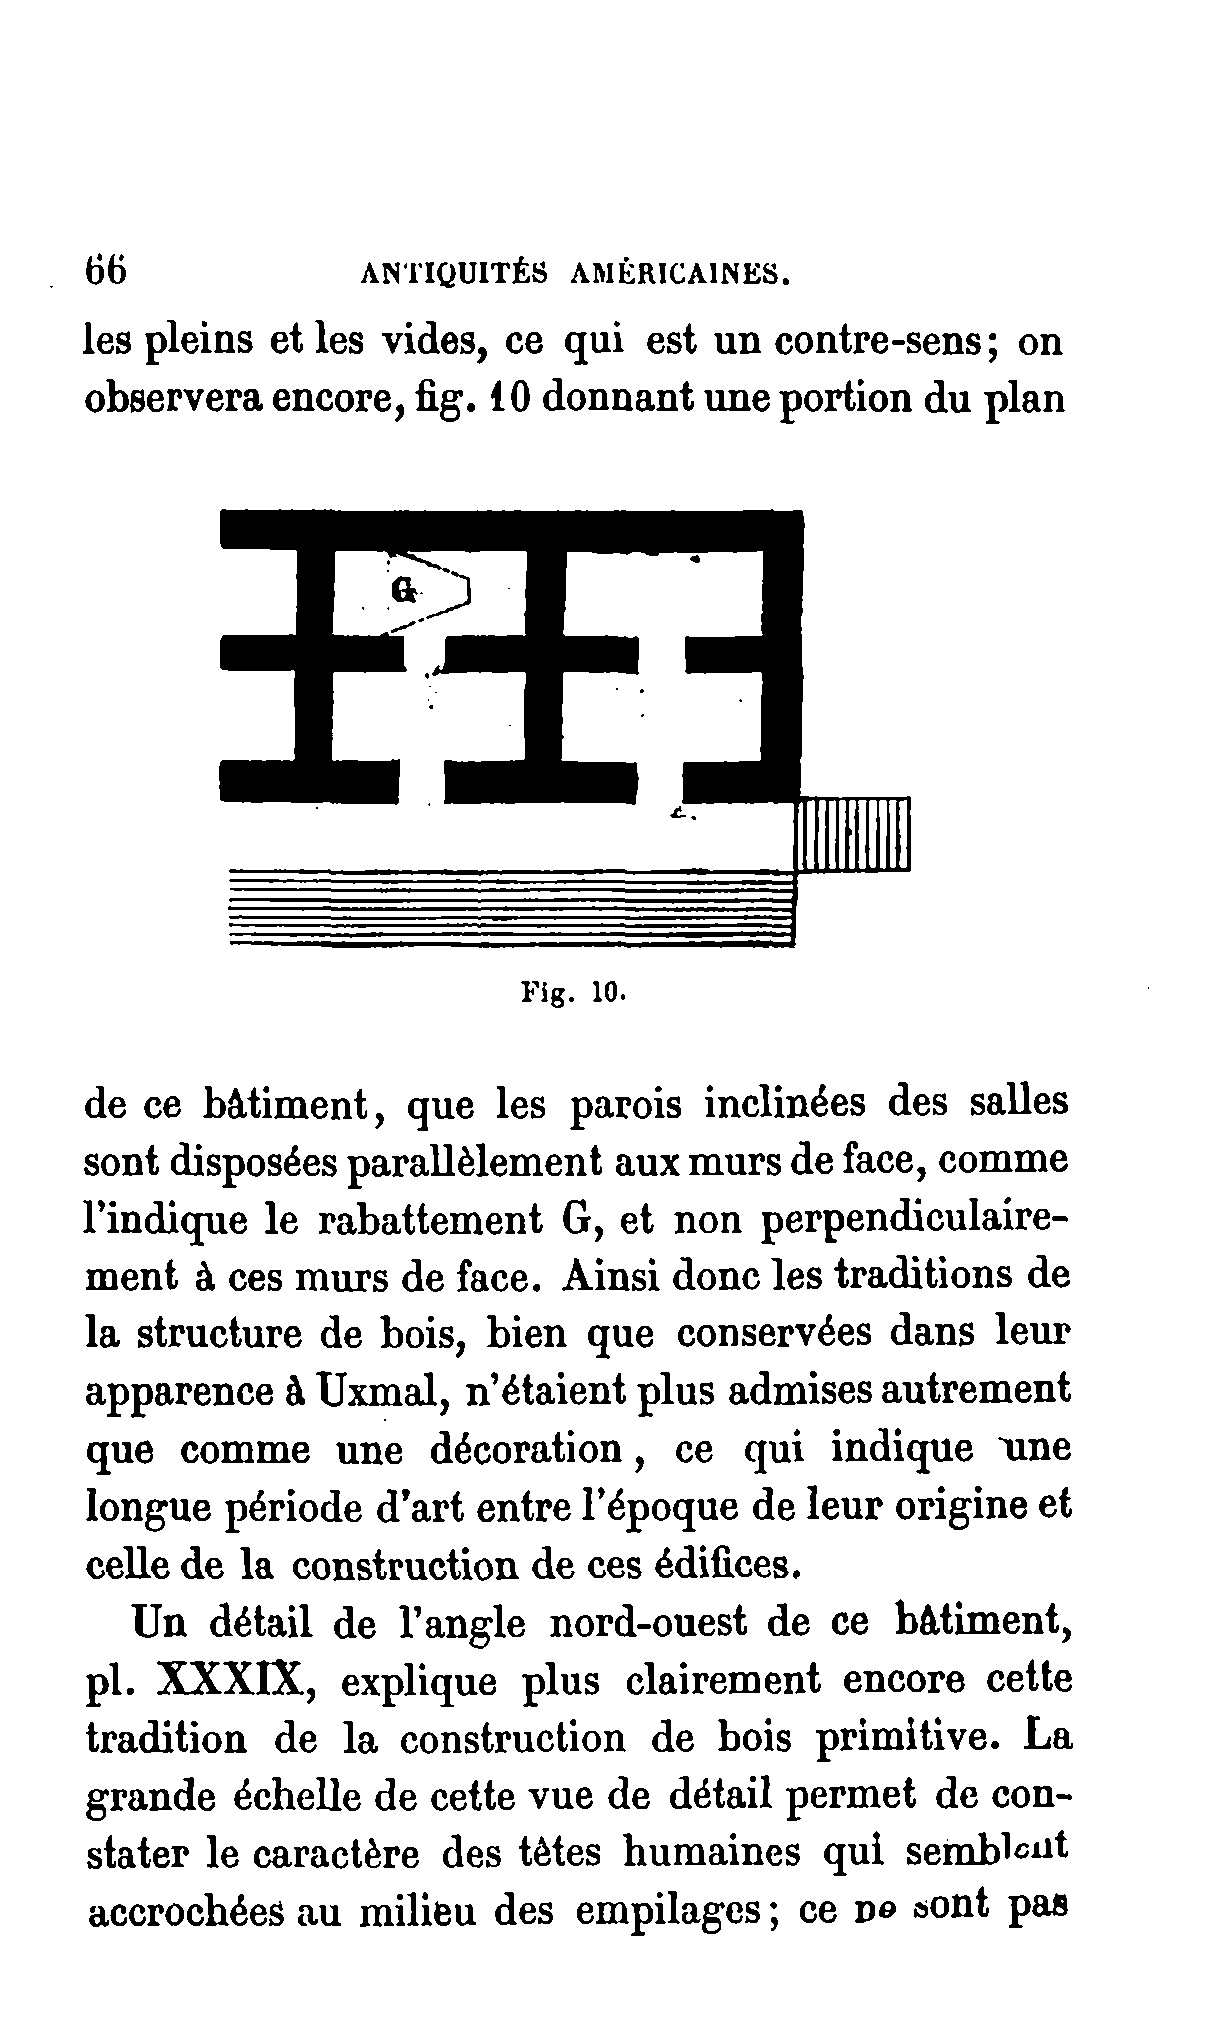 66 ANTIQUITÉS AMÉRICAINES.
les pleins et les vides, ce qui est un contre-sens; on
observera encore, fig. 10 donnant une portion du plan
G
Fig. 10.
de ce bâtiment, que les parois inclinées des salles
sont disposées parallèlement aux murs de face, comme
l'indique le rabattement G, et non perpendiculaire-
ment à ces murs de face. Ainsi donc les traditions de
la structure de bois, bien que conservées dans leur
apparence à Uxmal, n'étaient plus admises autrement
que comme une décoration, ce qui indique une
longue période d'art entre l'époque de leur origine et
celle de la construction de ces édifices.
Un détail de l'angle nord-ouest de ce bâtiment,
pl. XXXIX, explique plus clairement encore cette
tradition de la construction de bois primitive. La
grande échelle de cette vue de détail permet de con-
stater le caractère des têtes humaines qui semblent
accrochées au milieu des empilages; ce ne sont pas